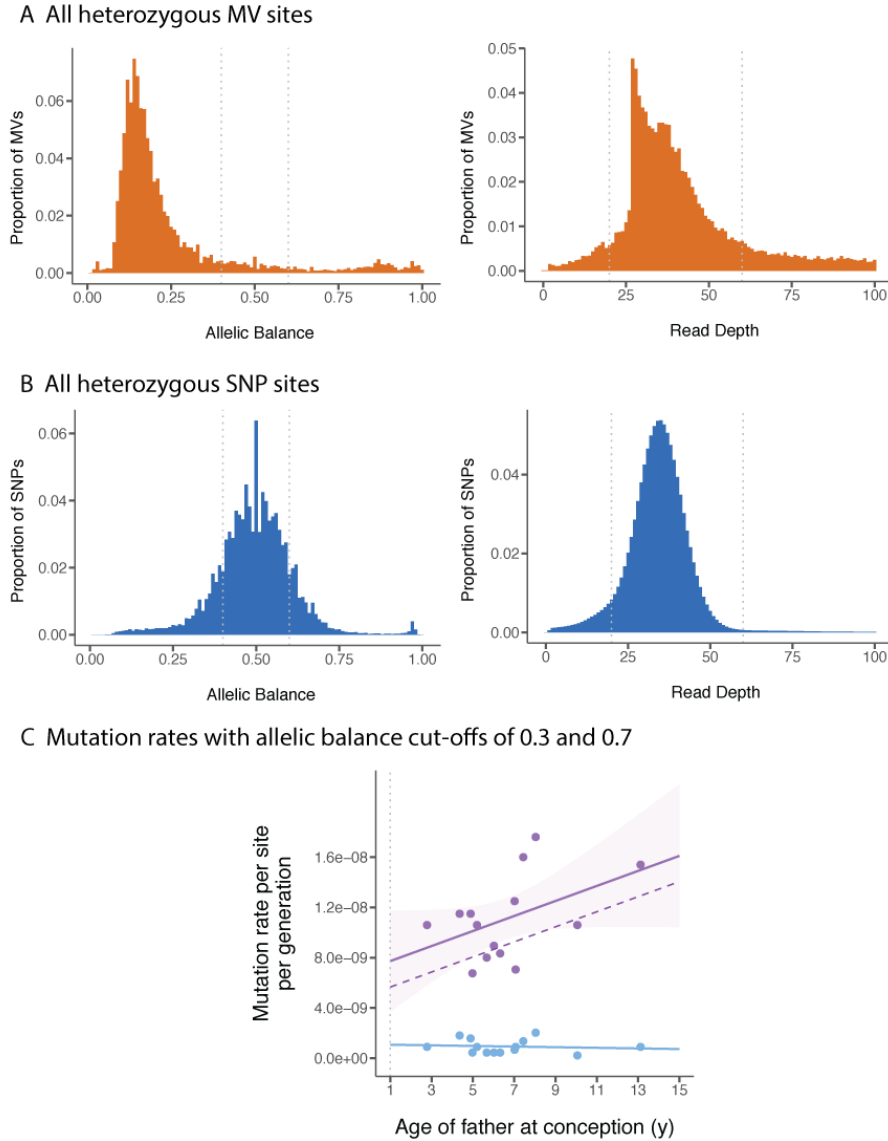 A All heterozygous MV sites
Proportion of MVs
0.06
0.04
0.02
0.00
0.00 0.25 0.50 0.75 1.00
Allelic Balance
Proportion of MVs
0.05
0.04
0.03
0.02
0.01
0.00
0 25 50 75 100
Read Depth
B All heterozygous SNP sites
Proportion of SNPs
0.06
0.04
0.02
0.00
0.00 0.25 0.50 0.75 1.00
Allelic Balance
Proportion of SNPs
0.04
0.02
0.00
0 25 50 75 100
Read Depth
C Mutation rates with allelic balance cut-offs of 0.3 and 0.7
Mutation rate per site
per generation
1.6e−08
1.2e−08
8.0e−09
4.0e−09
0.0e+00
1 3 5 7 9 11 13 15
Age of father at conception (y)